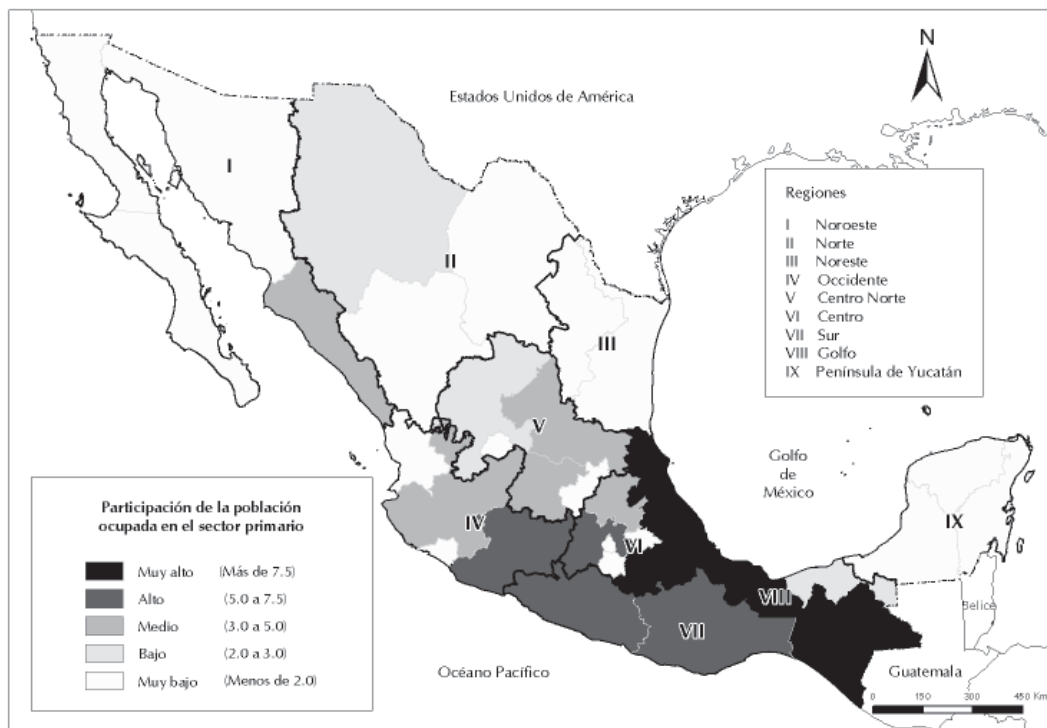 N
Estados Unidos de América
I
II
III
IV
V
VI
VII
VIII
IX
Regiones
I Noroeste
II Norte
III Noreste
IV Occidente
V Centro Norte
VI Centro
VII Sur
VIII Golfo
IX Península de Yucatán
Golfo
de
México
Participación de la población
ocupada en el sector primario
Muy alto (Más de 7.5)
Alto (5.0 a 7.5)
Medio (3.0 a 5.0)
Bajo (2.0 a 3.0)
Muy bajo (Menos de 2.0)
Océano Pacífico
Belice
Guatemala
0 150 300 450 Km